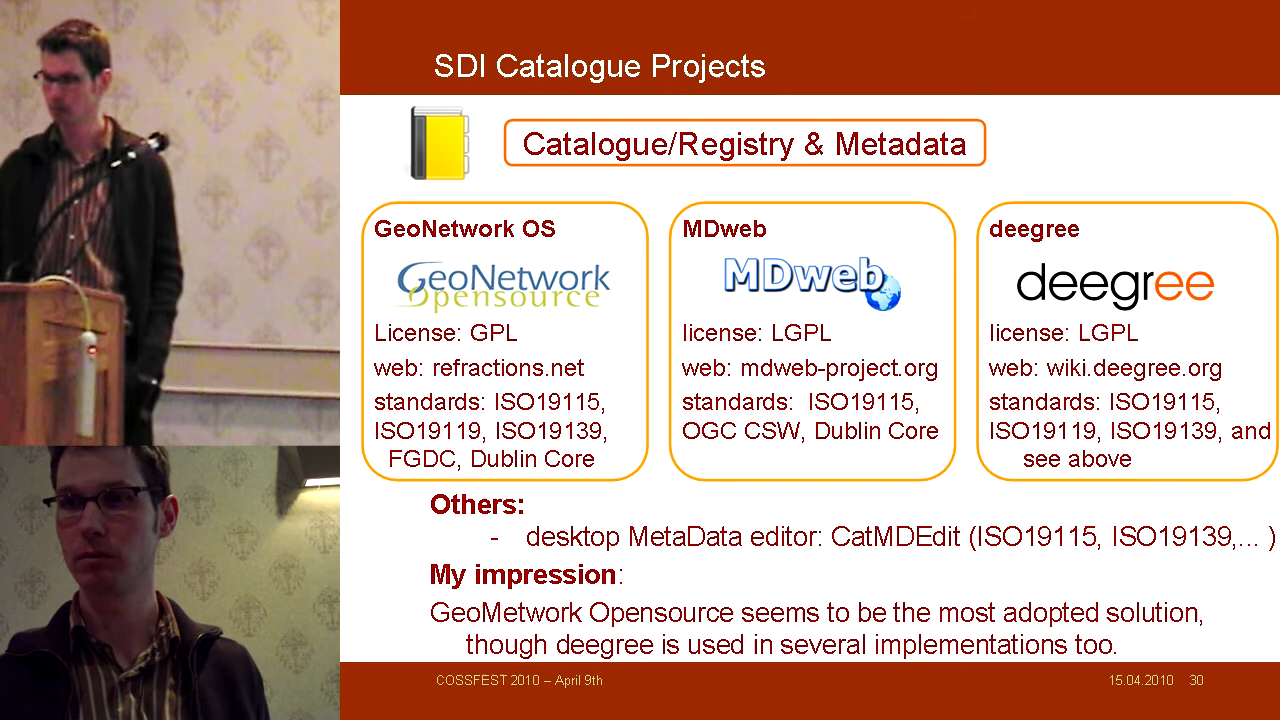 SDI Catalogue Projects
Catalogue/Registry & Metadata
GeoNetwork OS
GeoNetwork
Opensource
License: GPL
web: refractions.net
standards: ISO19115,
ISO19119, ISO19139,
FGDC, Dublin Core
MDweb
MDweb
license: LGPL
web: mdweb-project.org
standards: ISO19115,
OGC CSW, Dublin Core
deegree
deegree
license: LGPL
web: wiki.deegree.org
standards: ISO19115,
ISO19119, ISO19139, and
see above
Others:
- desktop MetaData editor: CatMDEdit (ISO19115, ISO19139,... )
My impression:
GeoMetwork Opensource seems to be the most adopted solution,
though deegree is used in several implementations too.
COSSFEST 2010 – April 9th
15.04.2010 30